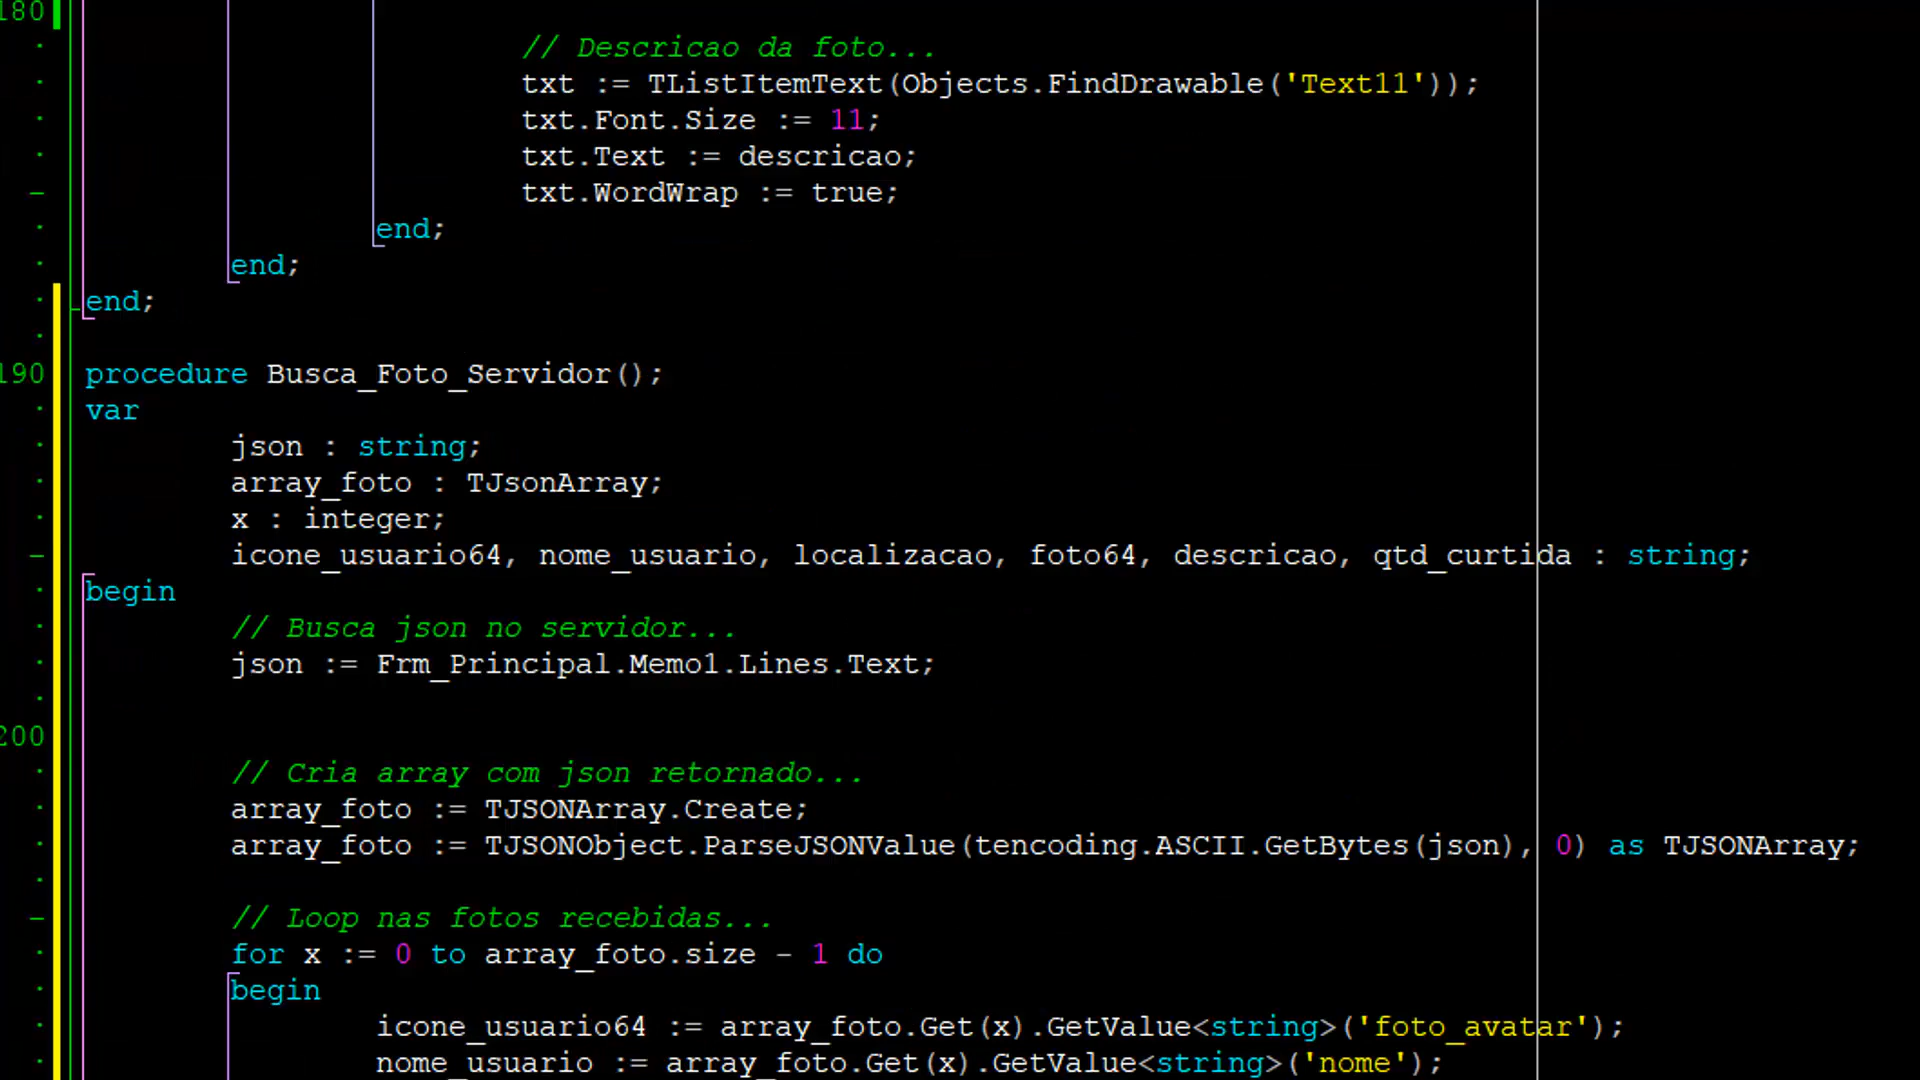 180
// Descricao da foto...
txt := TListItemText(Objects.FindDrawable('Text11'));
txt.Font.Size := 11;
txt.Text := descricao;
txt.WordWrap := true;
end;
end;
end;
190 procedure Busca_Foto_Servidor();
var
json : string;
array_foto : TJsonArray;
x : integer;
icone_usuario64, nome_usuario, localizacao, foto64, descricao, qtd_curtida : string;
begin
// Busca json no servidor...
json := Frm_Principal.Memo1.Lines.Text;
200
// Cria array com json retornado...
array_foto := TJSONArray.Create;
array_foto := TJSONObject.ParseJSONValue(tencoding.ASCII.GetBytes(json), 0) as TJSONArray;
// Loop nas fotos recebidas...
for x := 0 to array_foto.size - 1 do
begin
icone_usuario64 := array_foto.Get(x).GetValue<string>('foto_avatar');
nome_usuario := array_foto.Get(x).GetValue<string>('nome');